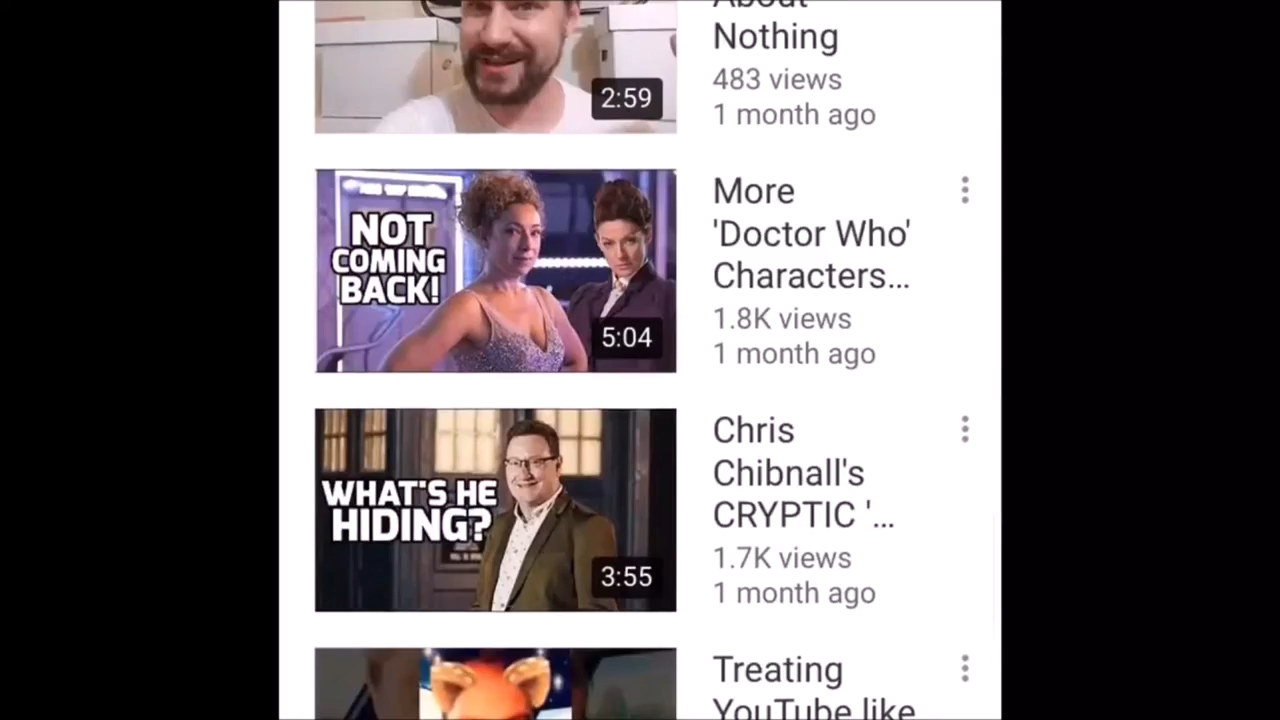 About
Nothing
483 views
1 month ago
2:59
NOT
COMING
BACK!
5:04
More
'Doctor Who'
Characters...
1.8K views
1 month ago
WHAT'S HE
HIDING?
3:55
Chris
Chibnall's
CRYPTIC '...
1.7K views
1 month ago
Treating
YouTube like